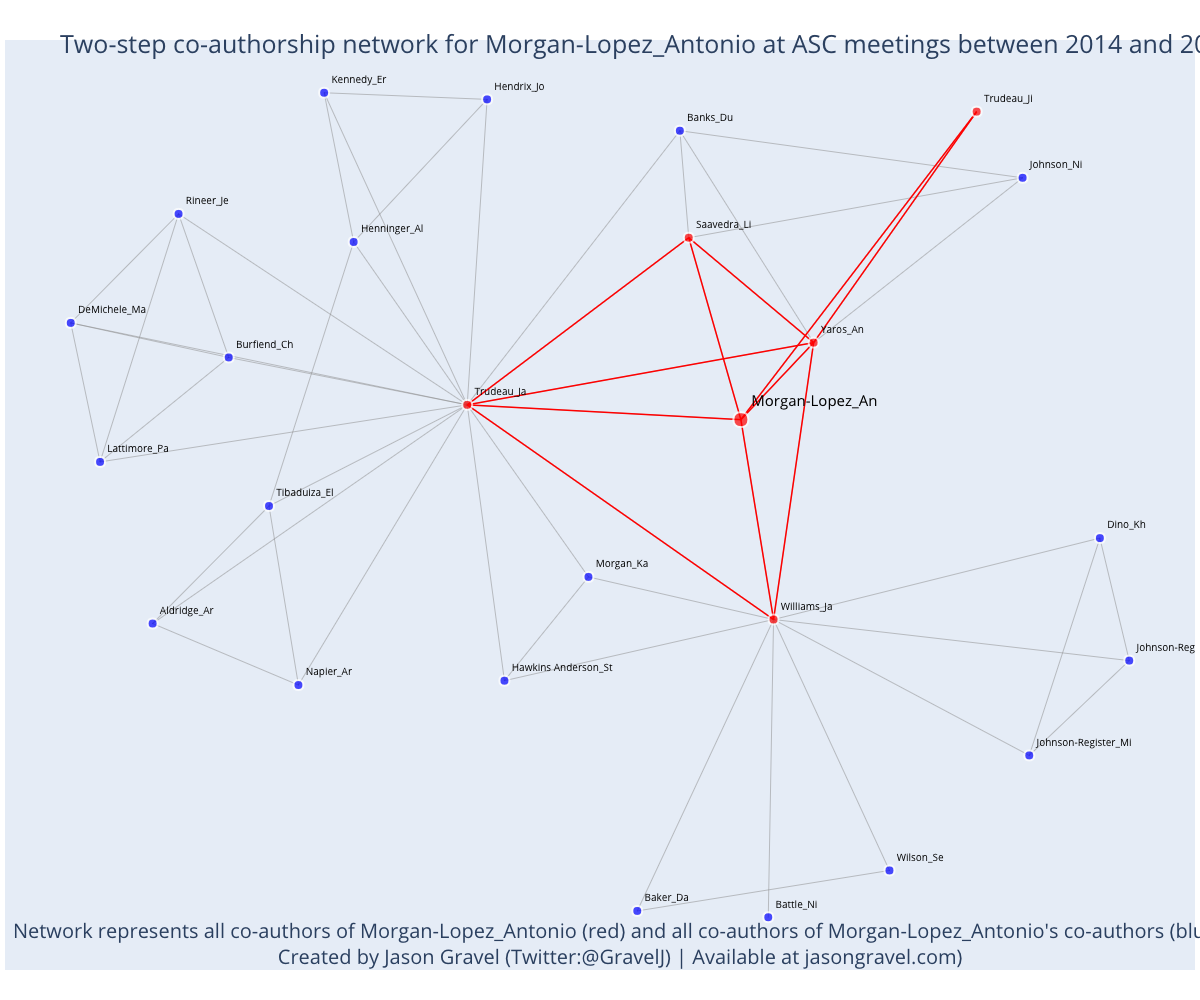 Two-step co-authorship network for Morgan-Lopez_Antonio at ASC meetings between 2014 and 20
Kennedy_Er
Hendrix_Jo
Trudeau_Ji
Banks_Du
Johnson_Ni
Rineer_Je
Saavedra_Li
Henninger_Al
DeMichele_Ma
Yaros_An
Burfiend_Ch
Trudeau_Ja
Morgan-Lopez_An
Lattimore_Pa
Tibaduiza_El
Dino_Kh
Morgan_Ka
Aldridge_Ar
Williams_Ja
Johnson-Reg
Hawkins Anderson_St
Napier_Ar
Johnson-Register_Mi
Wilson_Se
Baker_Da
Battle_Ni
Network represents all co-authors of Morgan-Lopez_Antonio (red) and all co-authors of Morgan-Lopez_Antonio's co-authors (blu
Created by Jason Gravel (Twitter:@GravelJ) | Available at jasongravel.com)